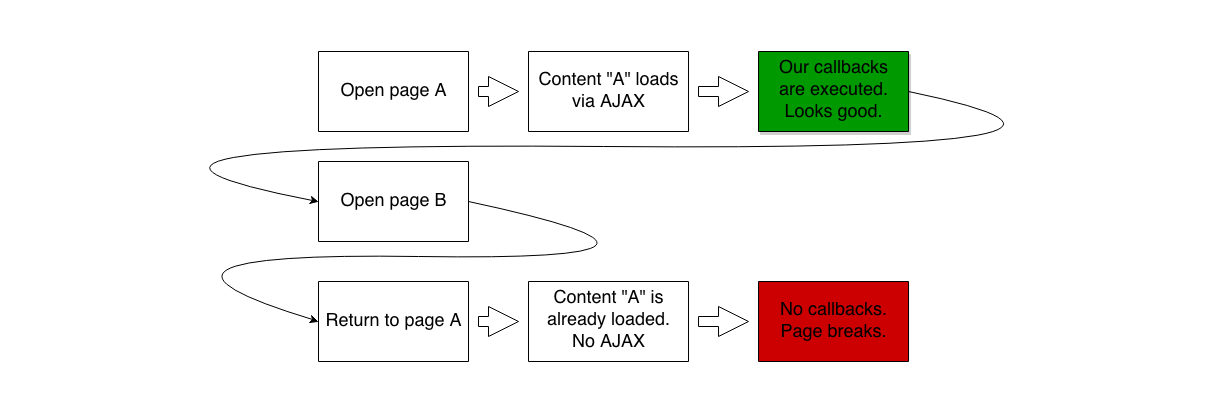 Open page A
Content "A" loads
via AJAX
Our callbacks
are executed.
Looks good.
Open page B
Return to page A
Content "A" is
already loaded.
No AJAX
No callbacks.
Page breaks.